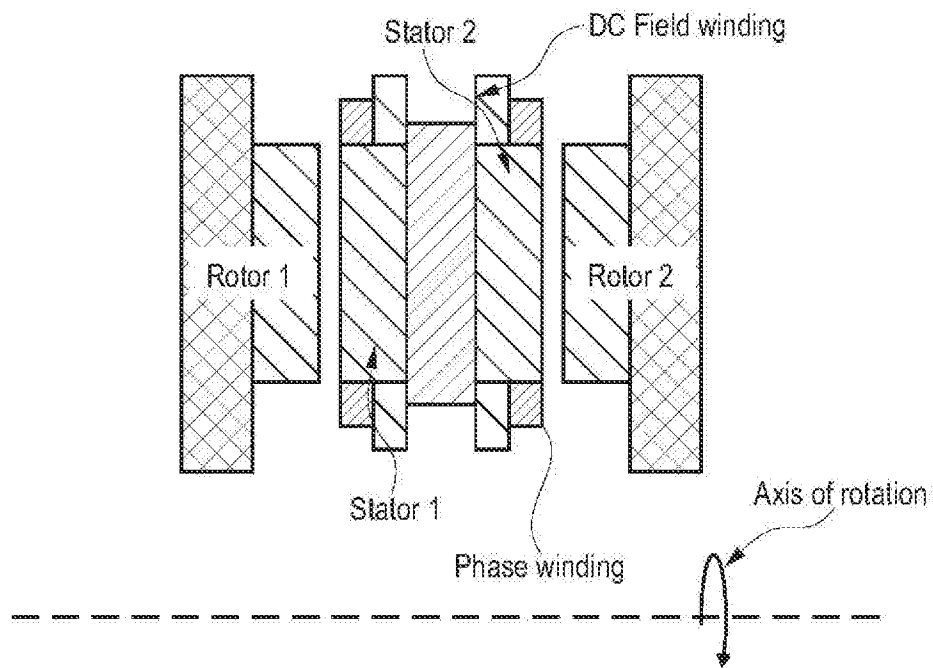 Stator 2
DC Field winding
Rotor 1
Rotor 2
Stator 1
Axis of rotation
Phase winding